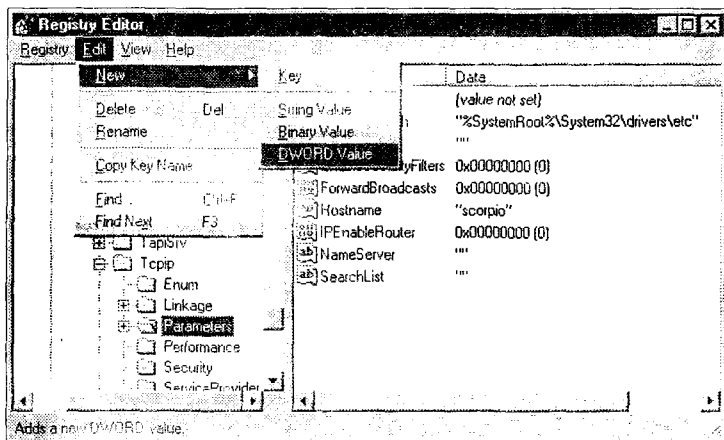 Registry Editor
Registry Edit View Help
New
Delete Del
Rename
Copy Key Name
Find... Ctrl+F
Find Next F3
Key
String Value
Binary Value
DWORD Value
Data
(value not set)
"%SystemRoot%\System32\drivers\etc"
""
yFilters 0x00000000 (0)
ForwardBroadcasts 0x00000000 (0)
Hostname "scorpio"
IPEnableRouter 0x00000000 (0)
NameServer ""
SearchList ""
TapiSrv
Tcpip
Enum
Linkage
Parameters
Performance
Security
ServiceProvider
Adds a new DWORD value.